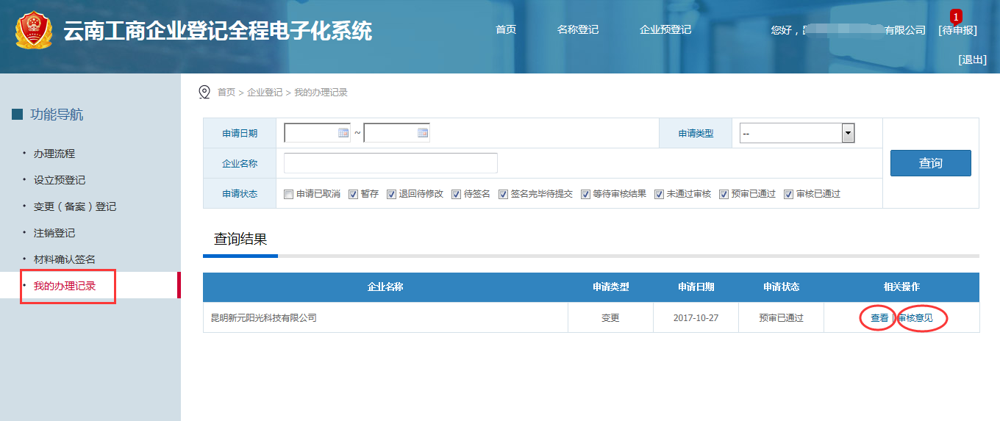 云南工商企业登记全程电子化系统
首页 名称登记 企业预登记
您好， 有限公司 [待申报]
1
[退出]
首页 > 企业登记 > 我的办理记录
功能导航
办理流程
设立预登记
变更（备案）登记
注销登记
材料确认签名
我的办理记录
申请日期 ~ 申请类型 --
企业名称
查询
申请状态 申请已取消 暂存 退回待修改 待签名 签名完毕待提交 等待审核结果 未通过审核 预审已通过 审核已通过
查询结果
企业名称 申请类型 申请日期 申请状态 相关操作
昆明新元阳光科技有限公司 变更 2017-10-27 预审已通过 查看 | 审核意见